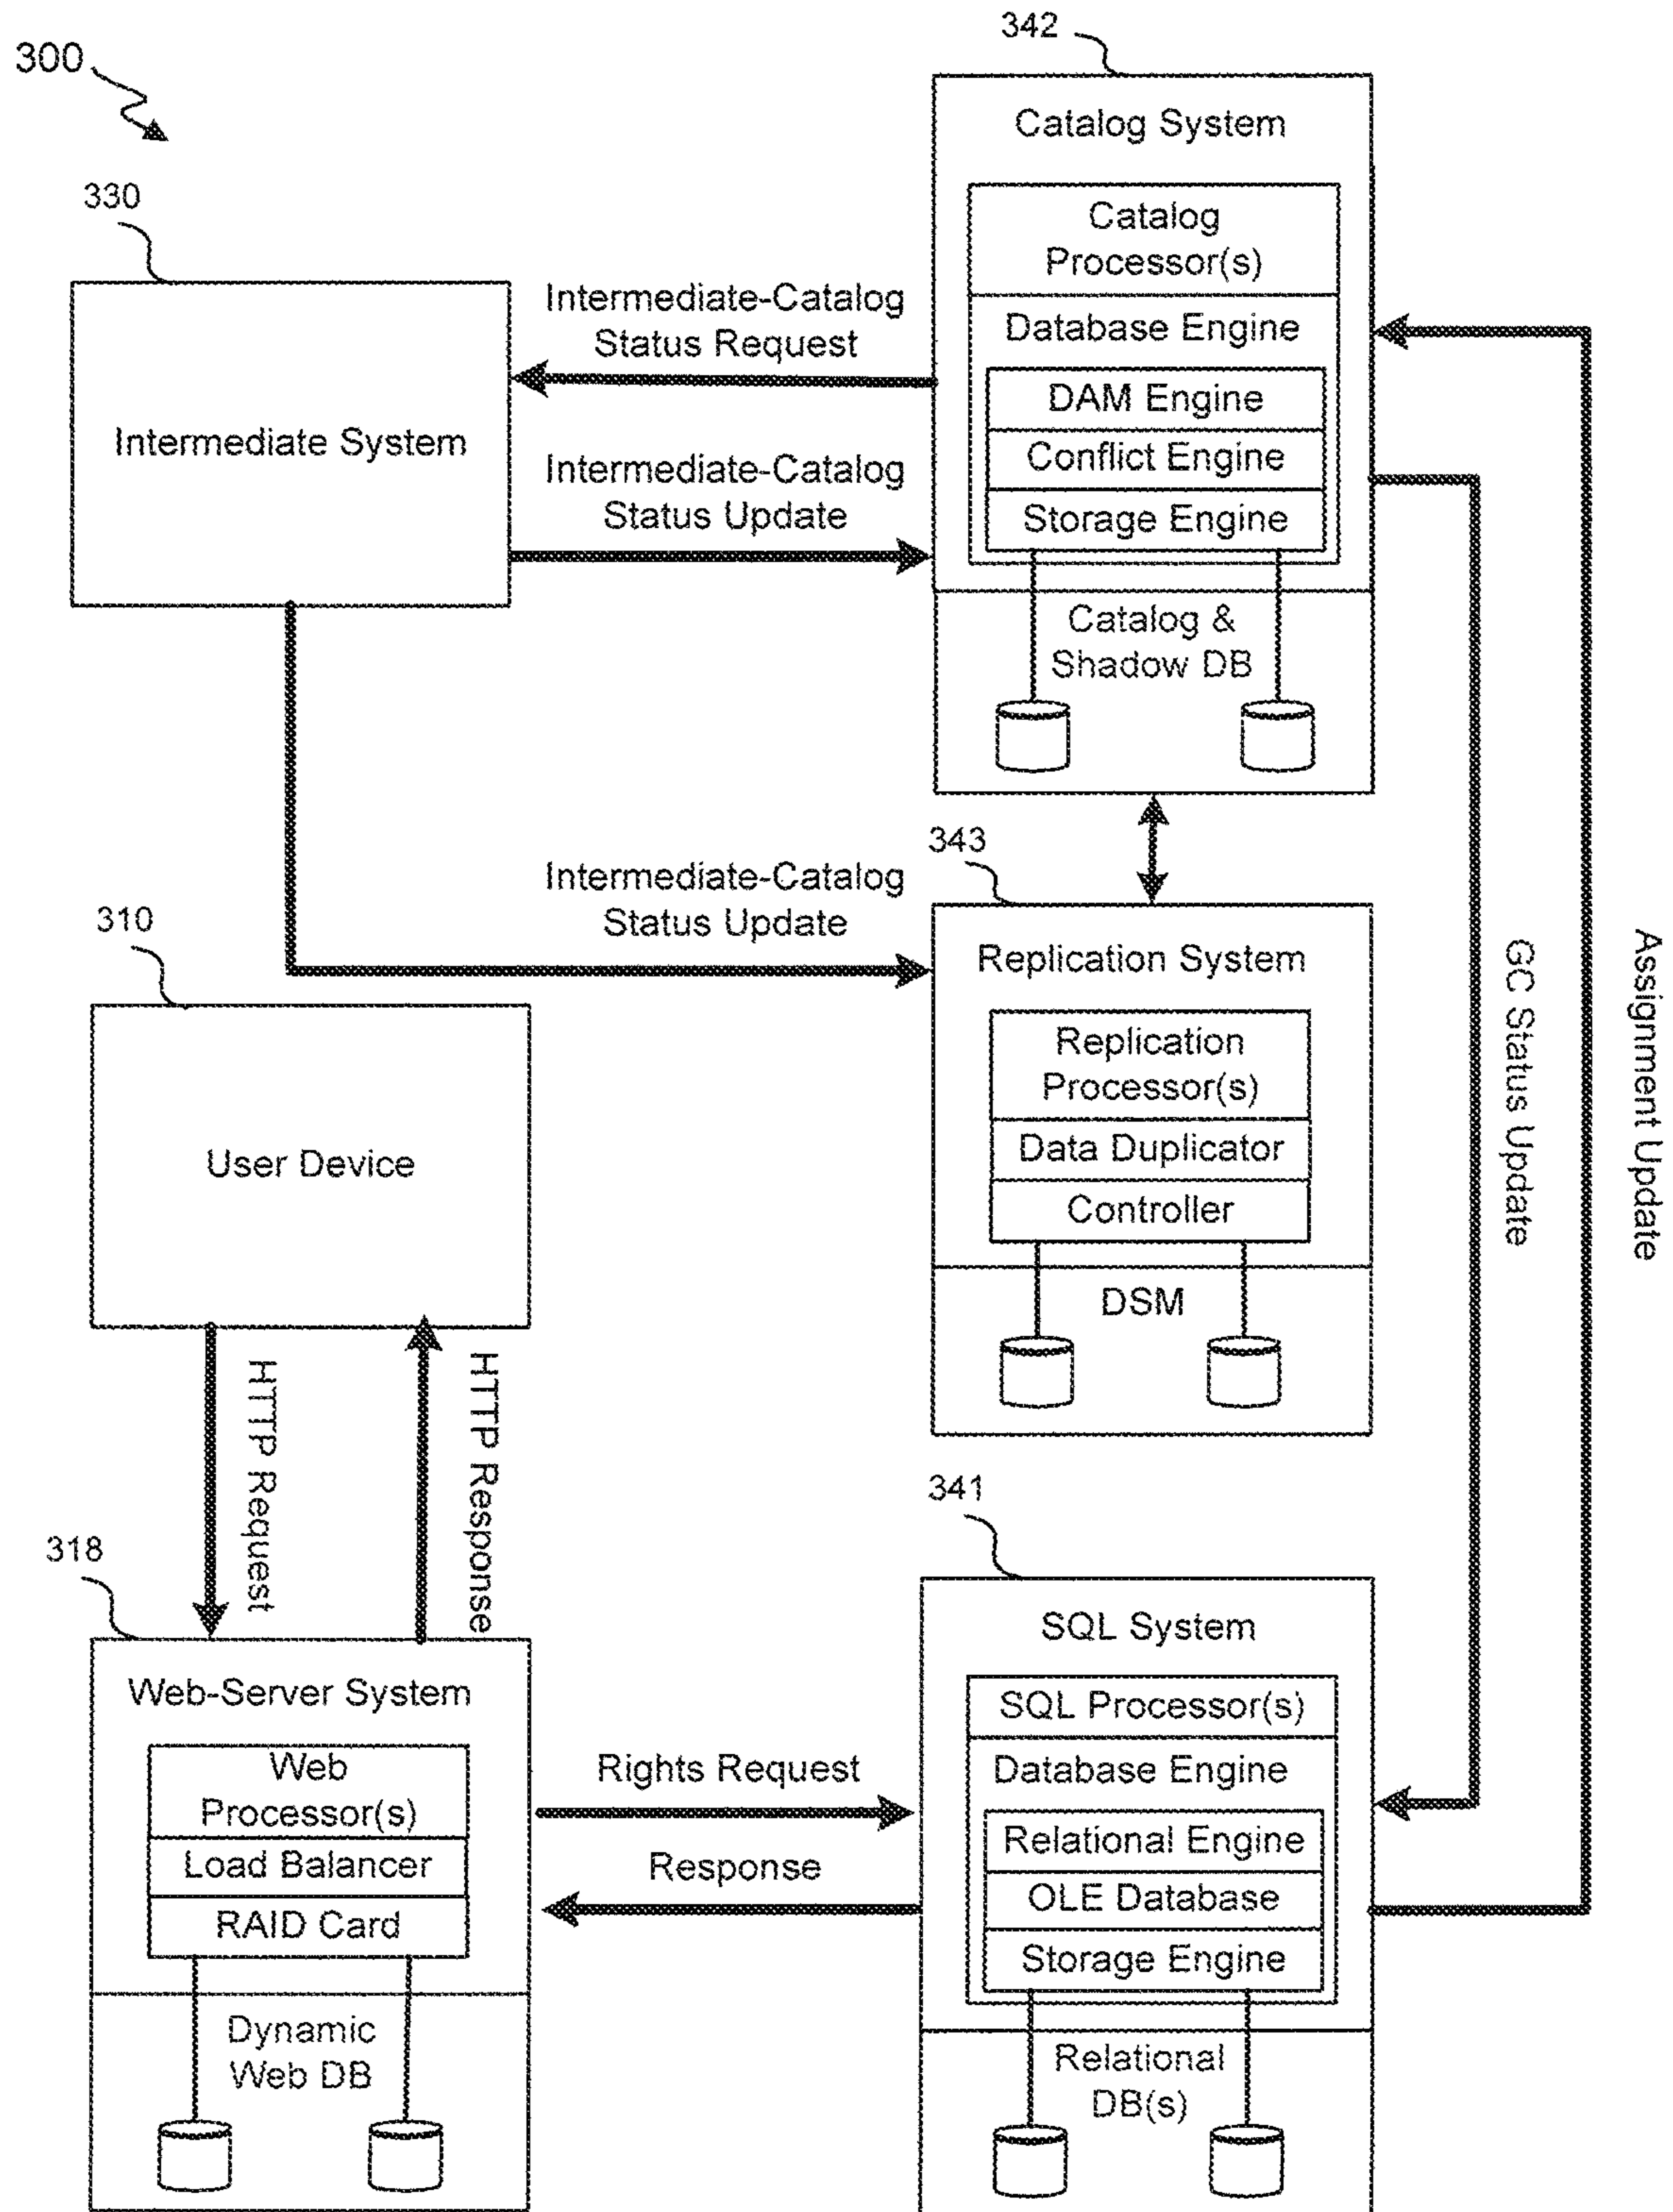 300
342
Catalog System
Catalog
Processor(s)
Database Engine
DAM Engine
Conflict Engine
Storage Engine
Catalog &
Shadow DB
330
Intermediate System
Intermediate-Catalog
Status Request
Intermediate-Catalog
Status Update
Intermediate-Catalog
Status Update
343
Replication System
Replication
Processor(s)
Data Duplicator
Controller
DSM
GC Status Update
Assignment Update
310
User Device
HTTP Request
HTTP Response
318
Web-Server System
Web
Processor(s)
Load Balancer
RAID Card
Dynamic
Web DB
Rights Request
Response
341
SQL System
SQL Processor(s)
Database Engine
Relational Engine
OLE Database
Storage Engine
Relational
DB(s)